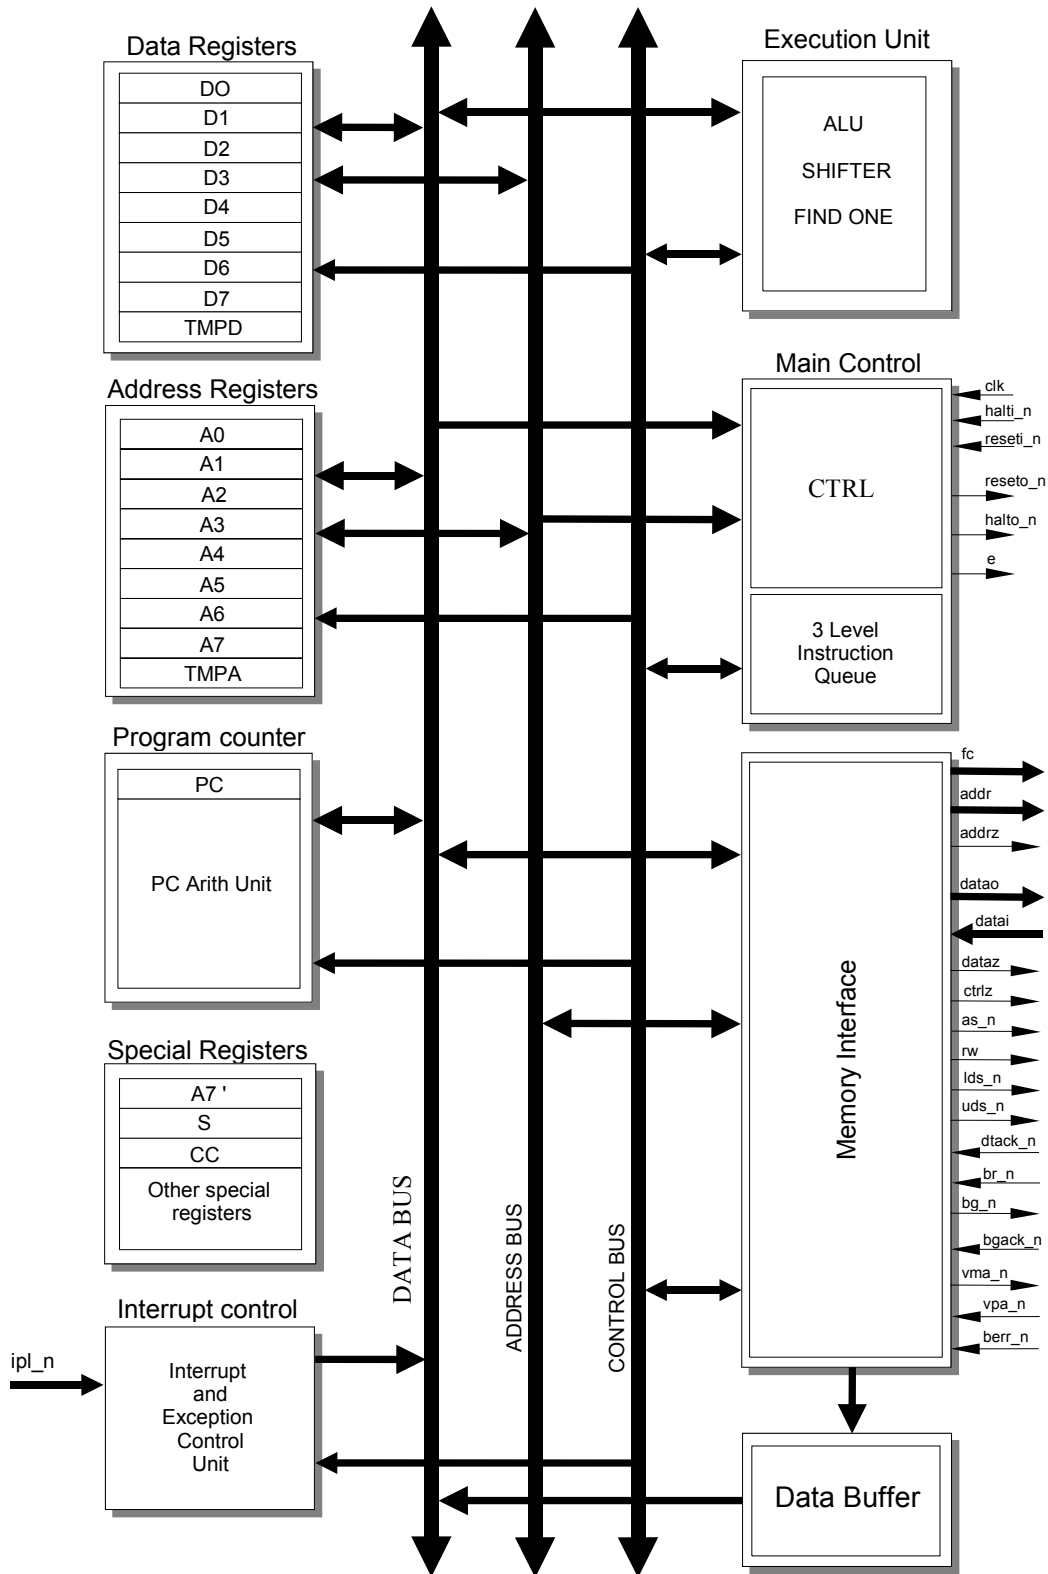 Data Registers
DO
D1
D2
D3
D4
D5
D6
D7
TMPD
Address Registers
A0
A1
A2
A3
A4
A5
A6
A7
TMPA
Program counter
PC
PC Arith Unit
Special Registers
A7 '
S
CC
Other special
registers
Interrupt control
ipl_n
Interrupt
and
Exception
Control
Unit
DATA BUS
ADDRESS BUS
CONTROL BUS
Execution Unit
ALU
SHIFTER
FIND ONE
Main Control
CTRL
3 Level
Instruction
Queue
clk
halti_n
reseti_n
reseto_n
halto_n
e
Memory Interface
fc
addr
addrz
datao
datai
dataz
ctrlz
as_n
rw
lds_n
uds_n
dtack_n
br_n
bg_n
bgack_n
vma_n
vpa_n
berr_n
Data Buffer